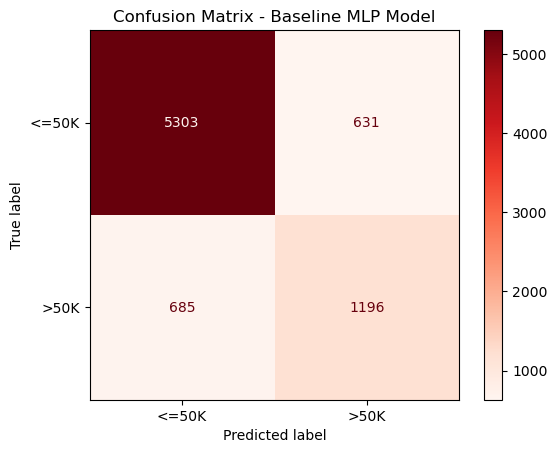 Confusion Matrix - Baseline MLP Model
True label
<=50K
5303
631
>50K
685
1196
<=50K
>50K
Predicted label
5000
4000
3000
2000
1000